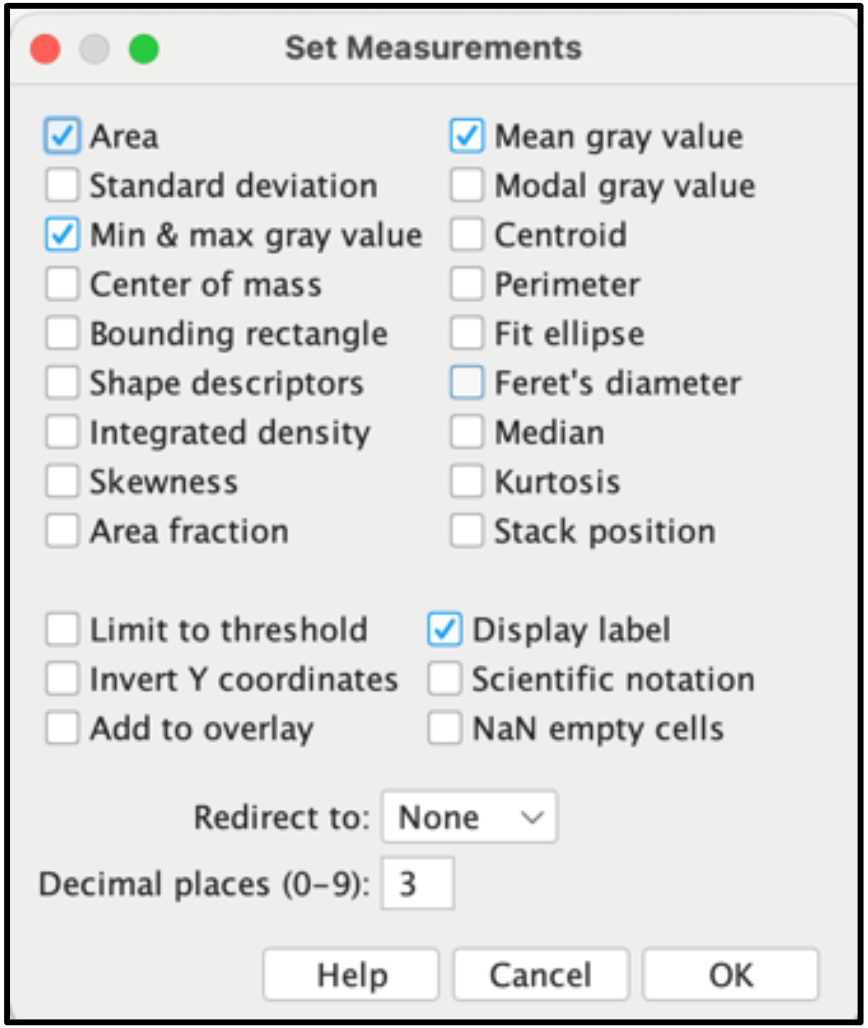 Set Measurements
Area
Mean gray value
Standard deviation
Modal gray value
Min & max gray value
Centroid
Center of mass
Perimeter
Bounding rectangle
Fit ellipse
Shape descriptors
Feret's diameter
Integrated density
Median
Skewness
Kurtosis
Area fraction
Stack position
Limit to threshold
Display label
Invert Y coordinates
Scientific notation
Add to overlay
NaN empty cells
Redirect to: None
Decimal places (0–9): 3
Help
Cancel
OK